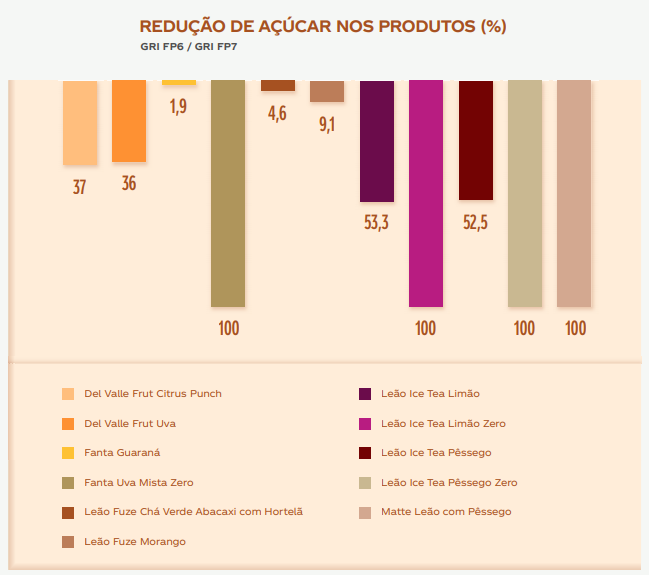 REDUÇÃO DE AÇÚCAR NOS PRODUTOS (%)
GRI FP6 / GRI FP7
37
36
1,9
100
4,6
9,1
53,3
100
52,5
100
100
Del Valle Frut Citrus Punch
Del Valle Frut Uva
Fanta Guaraná
Fanta Uva Mista Zero
Leão Fuze Chá Verde Abacaxi com Hortelã
Leão Fuze Morango
Leão Ice Tea Limão
Leão Ice Tea Limão Zero
Leão Ice Tea Pêssego
Leão Ice Tea Pêssego Zero
Matte Leão com Pêssego